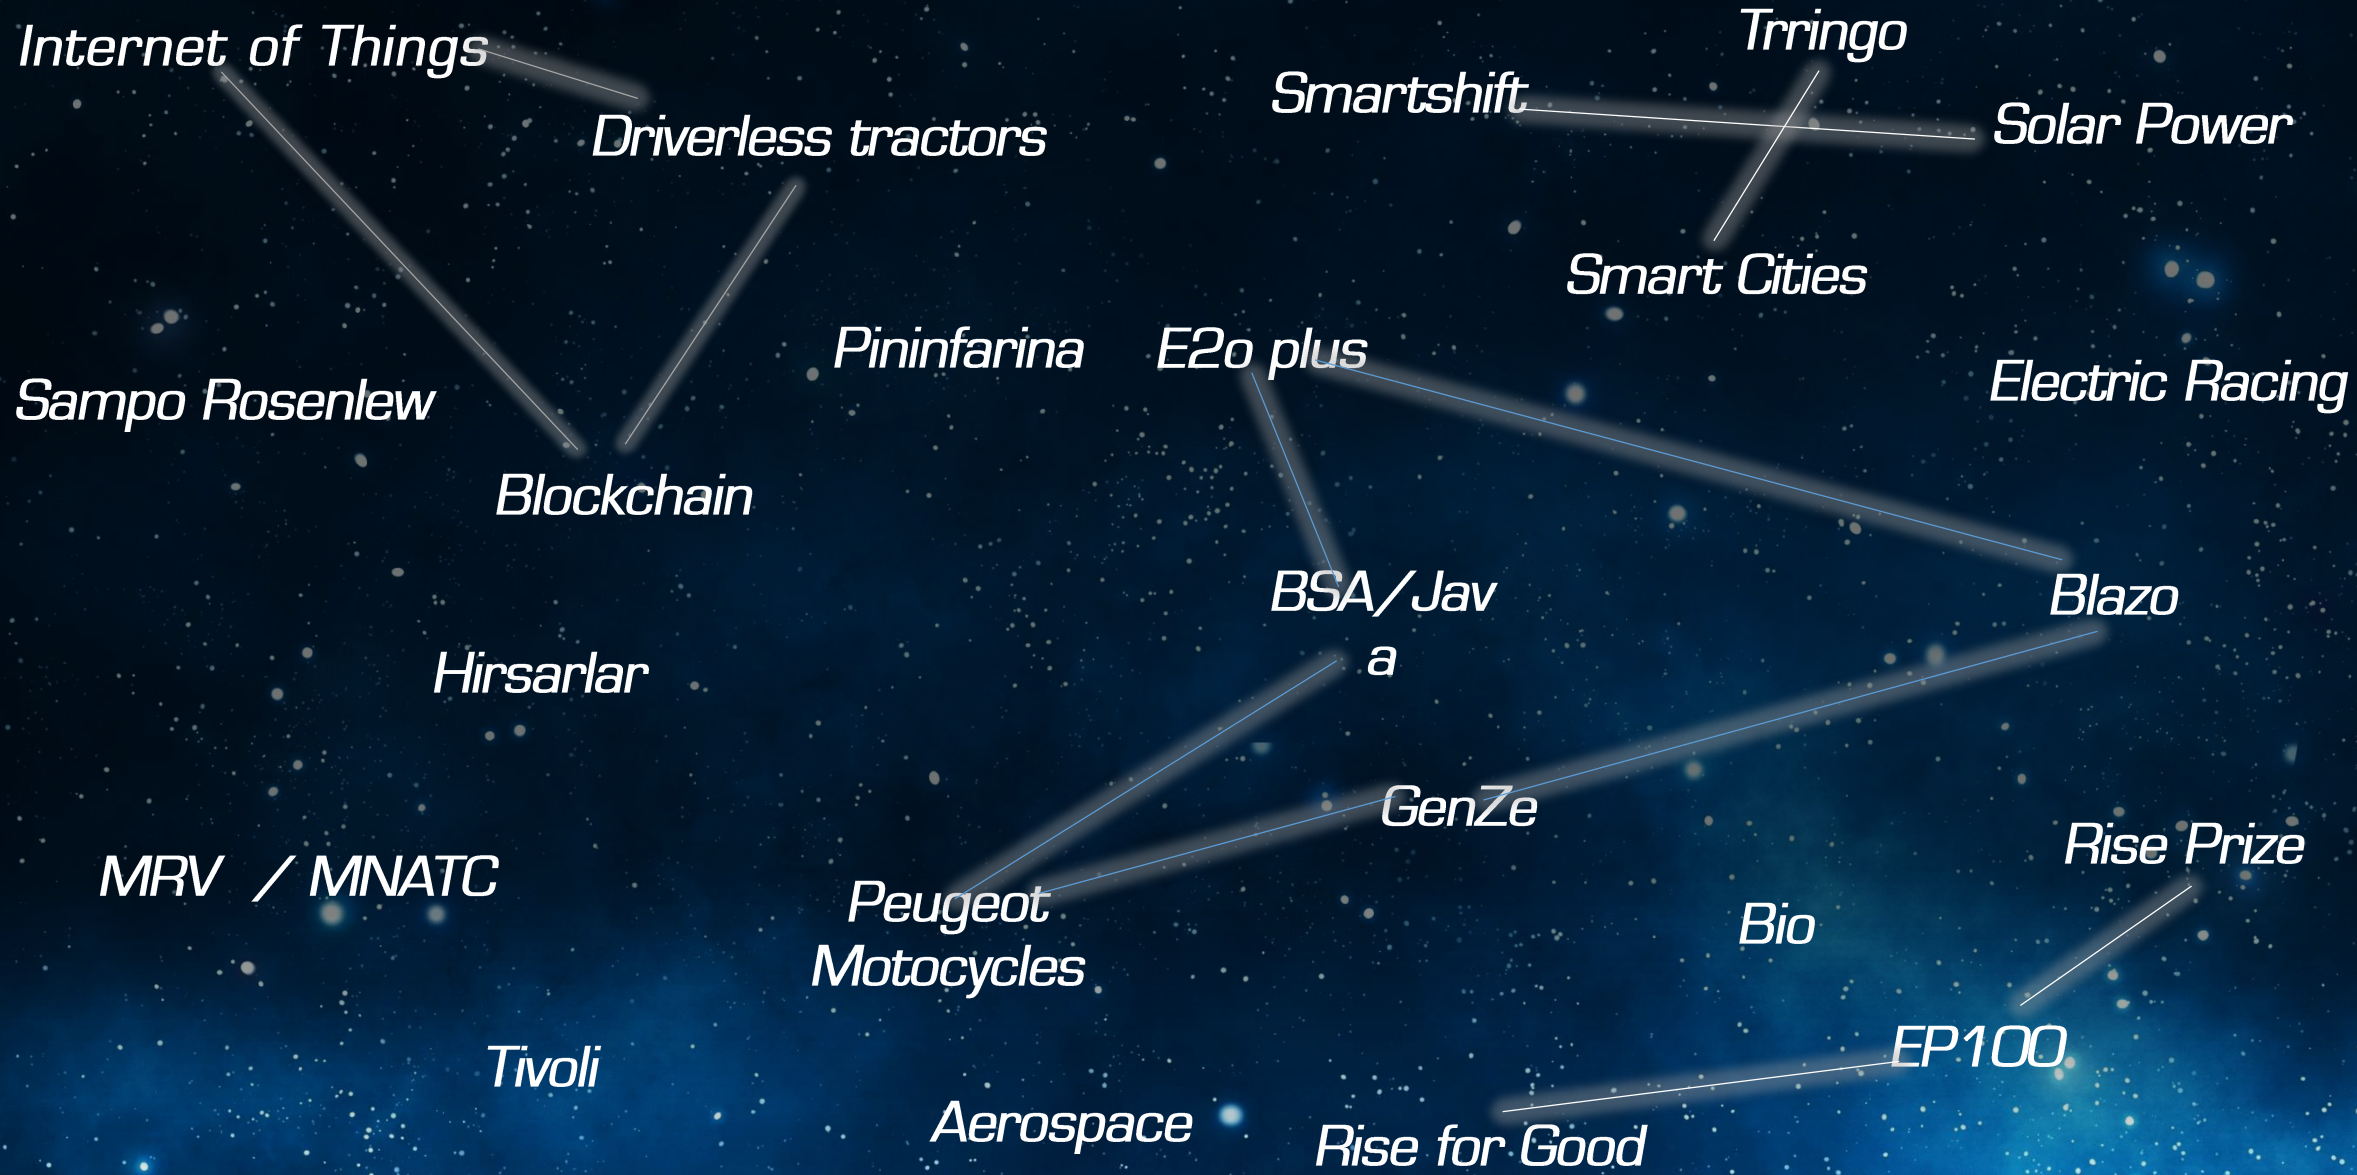 Internet of Things
Trringo
Smartshift
Solar Power
Driverless tractors
Smart Cities
Pininfarina
E2o plus
Electric Racing
Sampo Rosenlew
Blockchain
BSA/Jav
a
Blazo
Hirsarlar
GenZe
Rise Prize
MRV / MNATC
Peugeot
Motocycles
Bio
EP100
Tivoli
Aerospace
Rise for Good